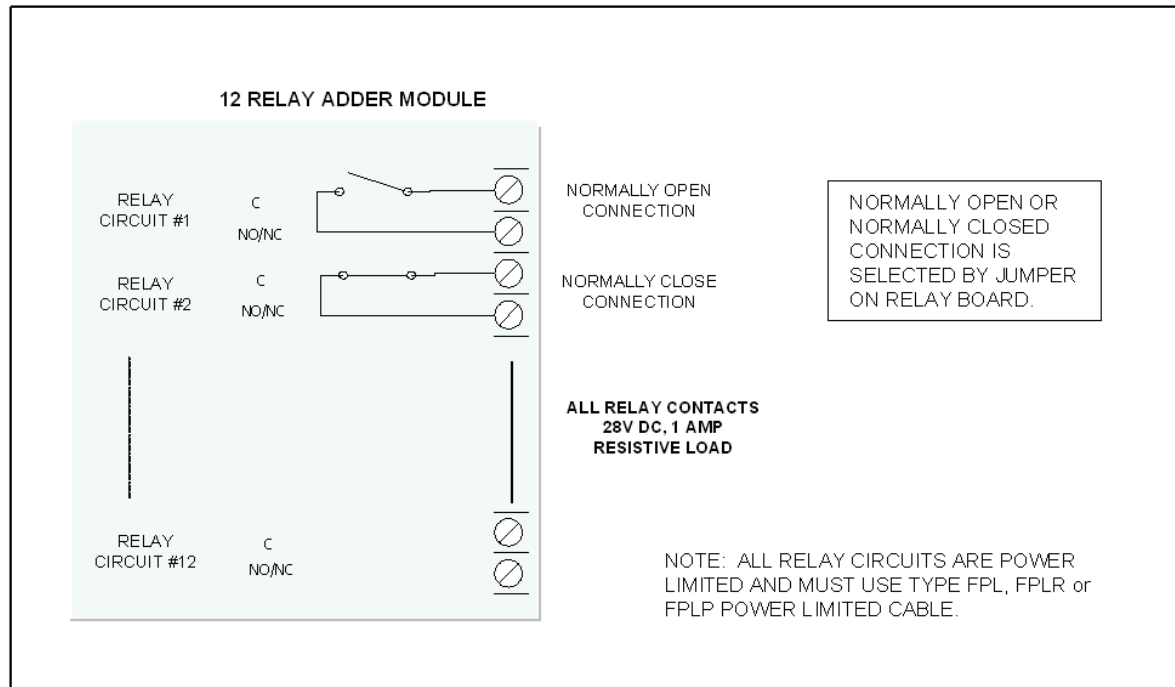 12 RELAY ADDER MODULE
RELAY
CIRCUIT #1
C
NO/NC
NORMALLY OPEN
CONNECTION
RELAY
CIRCUIT #2
C
NO/NC
NORMALLY CLOSE
CONNECTION
NORMALLY OPEN OR
NORMALLY CLOSED
CONNECTION IS
SELECTED BY JUMPER
ON RELAY BOARD.
ALL RELAY CONTACTS
28V DC, 1 AMP
RESISTIVE LOAD
RELAY
CIRCUIT #12
C
NO/NC
NOTE: ALL RELAY CIRCUITS ARE POWER
LIMITED AND MUST USE TYPE FPL, FPLR or
FPLP POWER LIMITED CABLE.